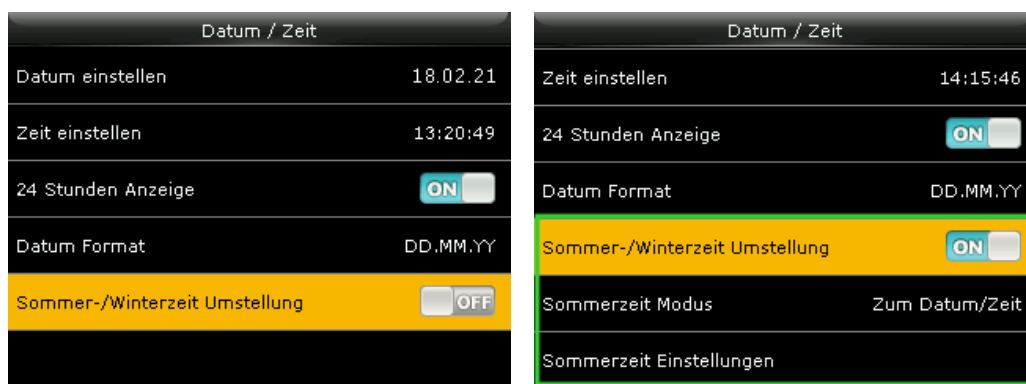 Datum / Zeit
Datum einstellen 18.02.21
Zeit einstellen 13:20:49
24 Stunden Anzeige ON
Datum Format DD.MM.YY
Sommer-/Winterzeit Umstellung OFF
Datum / Zeit
Zeit einstellen 14:15:46
24 Stunden Anzeige ON
Datum Format DD.MM.YY
Sommer-/Winterzeit Umstellung ON
Sommerzeit Modus Zum Datum/Zeit
Sommerzeit Einstellungen